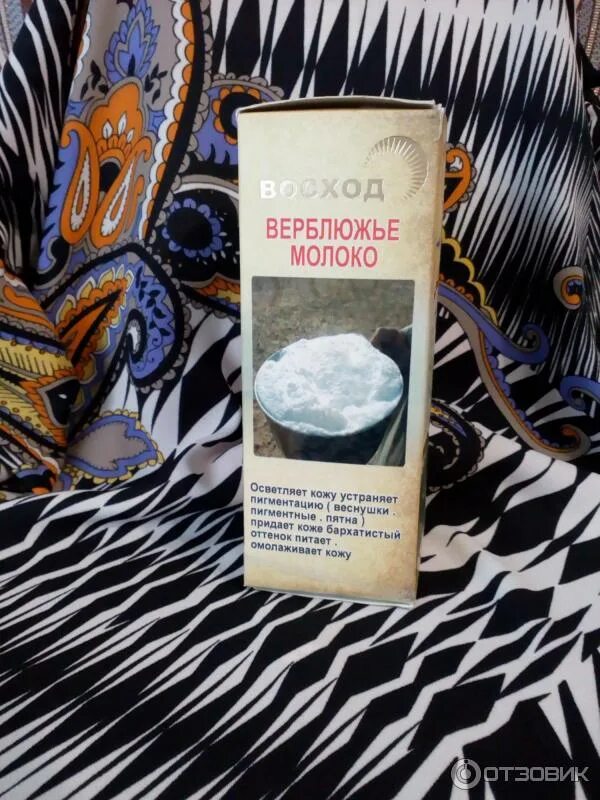 ВОСХОД
ВЕРБЛЮЖЬЕ
МОЛОКО
Осветляет кожу устраняет
пигментацию ( веснушки .
пигментные . пятна )
придает коже бархатистый
оттенок питает .
омолаживает кожу
ОТЗОВИК